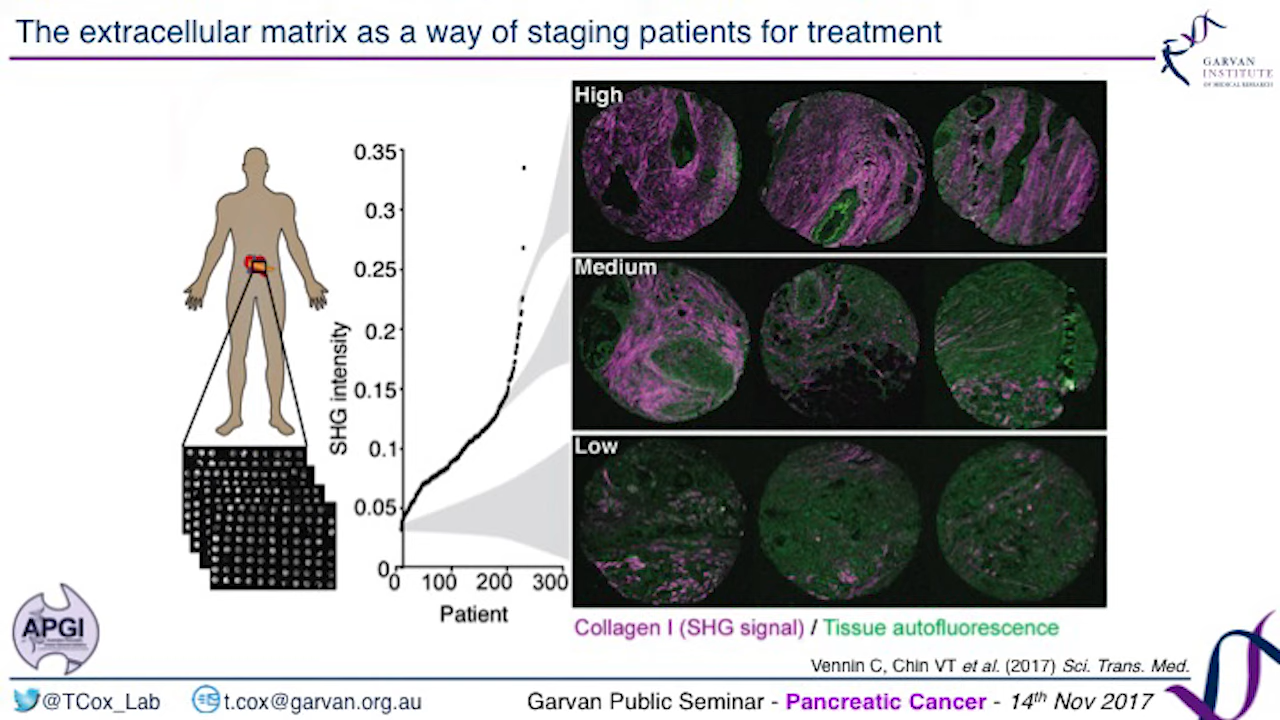 The extracellular matrix as a way of staging patients for treatment
GARVAN
INSTITUTE
OF MEDICAL RESEARCH
High
Medium
Low
0.35
0.3
0.25
0.2
0.15
0.1
0.05
0
SHG intensity
0 100 200 300
Patient
Collagen I (SHG signal) / Tissue autofluorescence
APGI
Vennin C, Chin VT et al. (2017) Sci. Trans. Med.
@TCox_Lab
t.cox@garvan.org.au
Garvan Public Seminar - Pancreatic Cancer - 14th Nov 2017